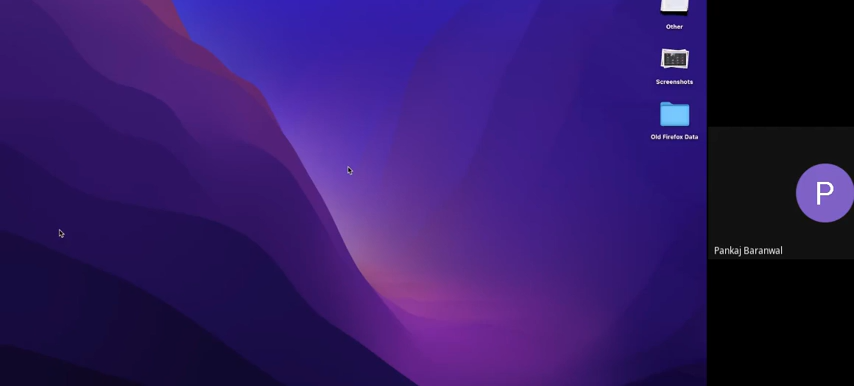 Other
Screenshots
Old Firefox Data
P
Pankaj Baranwal